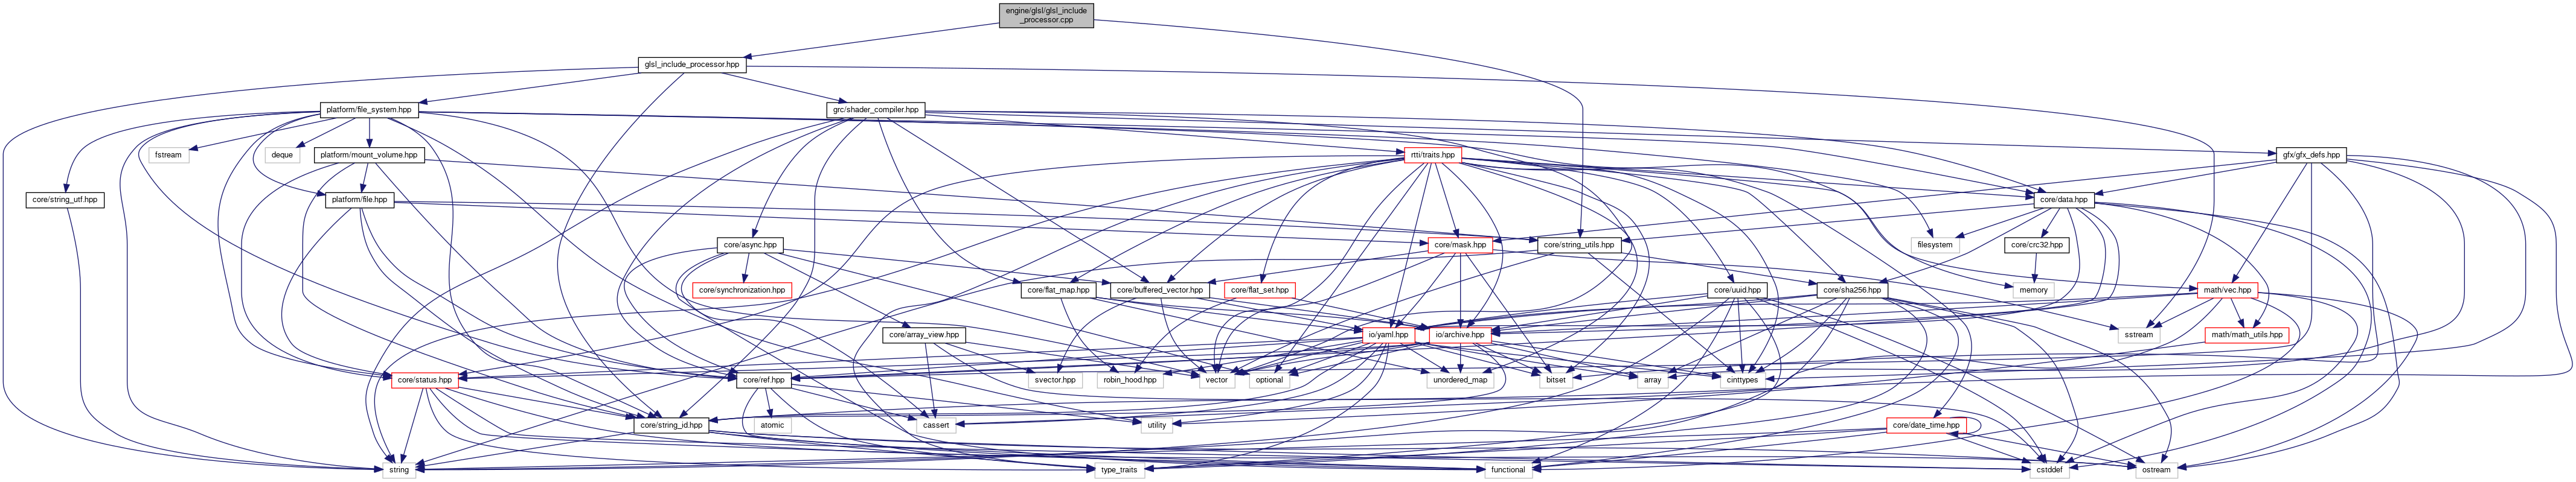 engine/glsl/glsl_include
_processor.cpp
glsl_include_processor.hpp
platform/file_system.hpp
grc/shader_compiler.hpp
fstream
deque
platform/mount_volume.hpp
rtti/traits.hpp
gfx/gfx_defs.hpp
core/string_utf.hpp
platform/file.hpp
core/data.hpp
core/async.hpp
core/mask.hpp
core/string_utils.hpp
filesystem
core/crc32.hpp
core/synchronization.hpp
core/flat_map.hpp
core/buffered_vector.hpp
core/flat_set.hpp
core/uuid.hpp
core/sha256.hpp
memory
math/vec.hpp
core/array_view.hpp
io/yaml.hpp
io/archive.hpp
sstream
math/math_utils.hpp
core/status.hpp
core/ref.hpp
svector.hpp
robin_hood.hpp
vector
optional
unordered_map
bitset
array
cinttypes
core/string_id.hpp
atomic
cassert
utility
core/date_time.hpp
string
type_traits
functional
cstddef
ostream